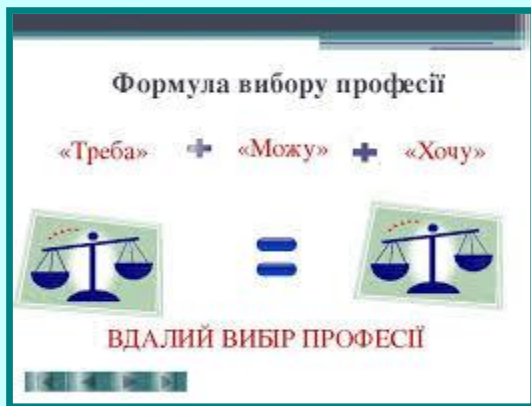 Формула вибору професії
«Треба» + «Можу» + «Хочу»
=
ВДАЛИЙ ВИБІР ПРОФЕСІЇ